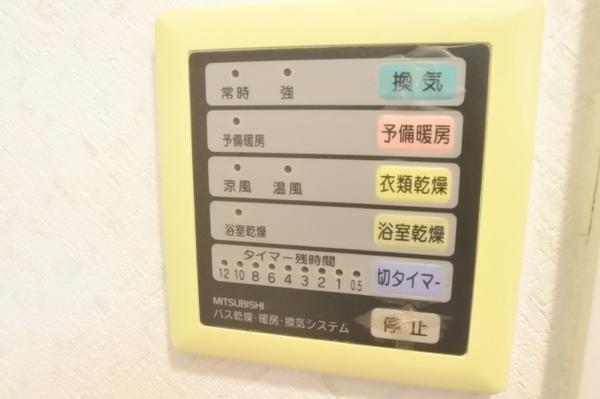 常時 強 換気
予備暖房 予備暖房
涼風 温風 衣類乾燥
浴室乾燥 浴室乾燥
タイマー残時間
12 10 8 6 4 3 2 1 0.5 切タイマー
MITSUBISHI
バス乾燥・暖房・換気システム 停止